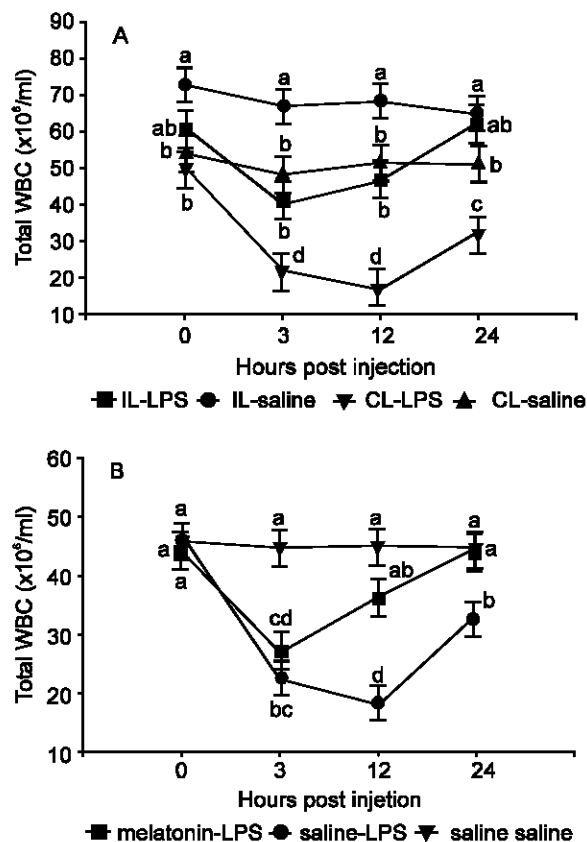 A
Total WBC (x10⁶/ml)
90
80
70
60
50
40
30
20
10
a
a
a
a
ab
b
b
ab
b
b
b
b
b
c
d
d
0 3 12 24
Hours post injection
IL-LPS IL-saline CL-LPS CL-saline
B
Total WBC (x10⁶/ml)
60
50
40
30
20
10
a
a
a
a
a
a
a
ab
cd
b
bc
d
0 3 12 24
Hours post injetion
melatonin-LPS saline-LPS saline saline